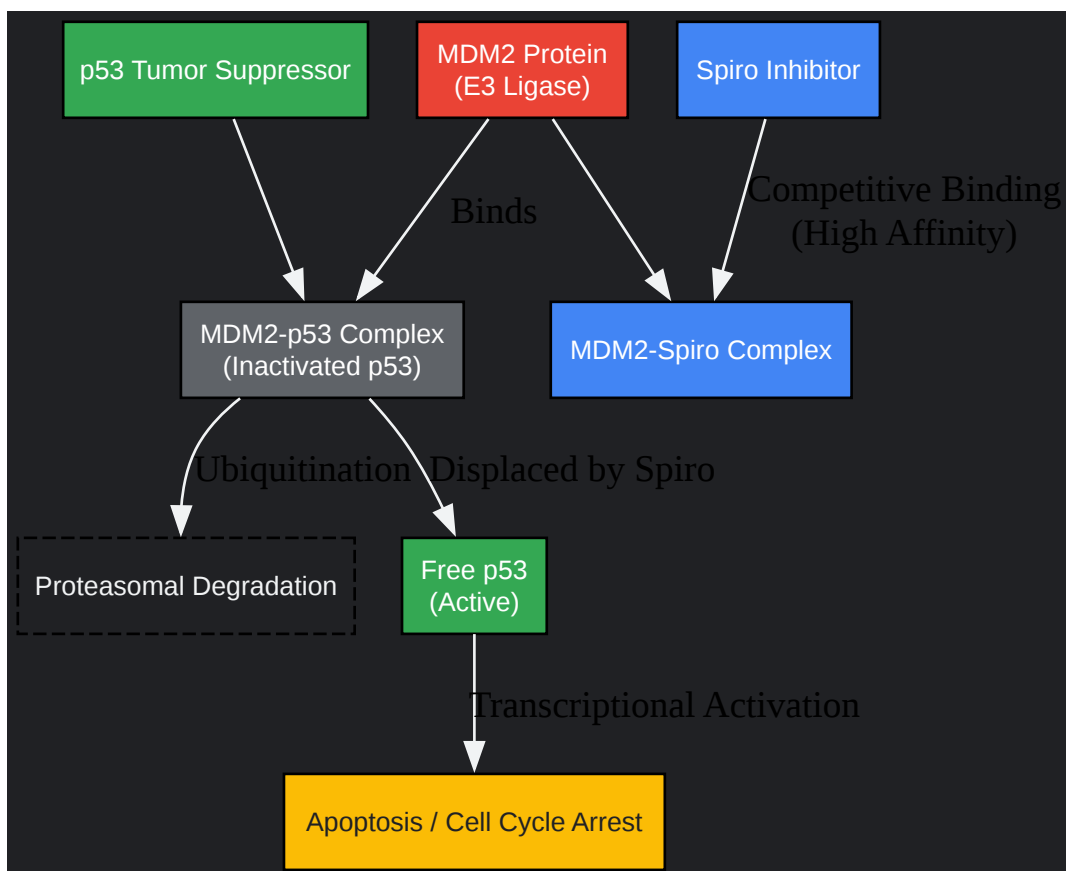 p53 Tumor Suppressor
MDM2 Protein
(E3 Ligase)
Spiro Inhibitor
Binds
Competitive Binding
(High Affinity)
MDM2-p53 Complex
(Inactivated p53)
MDM2-Spiro Complex
Ubiquitination
Displaced by Spiro
Proteasomal Degradation
Free p53
(Active)
Transcriptional Activation
Apoptosis / Cell Cycle Arrest